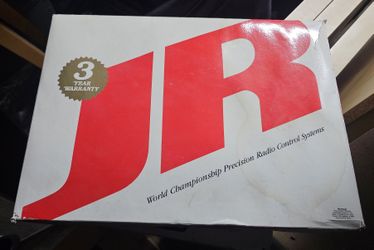 3
YEAR
WARRANTY
JR
World Championship Precision Radio Control Systems